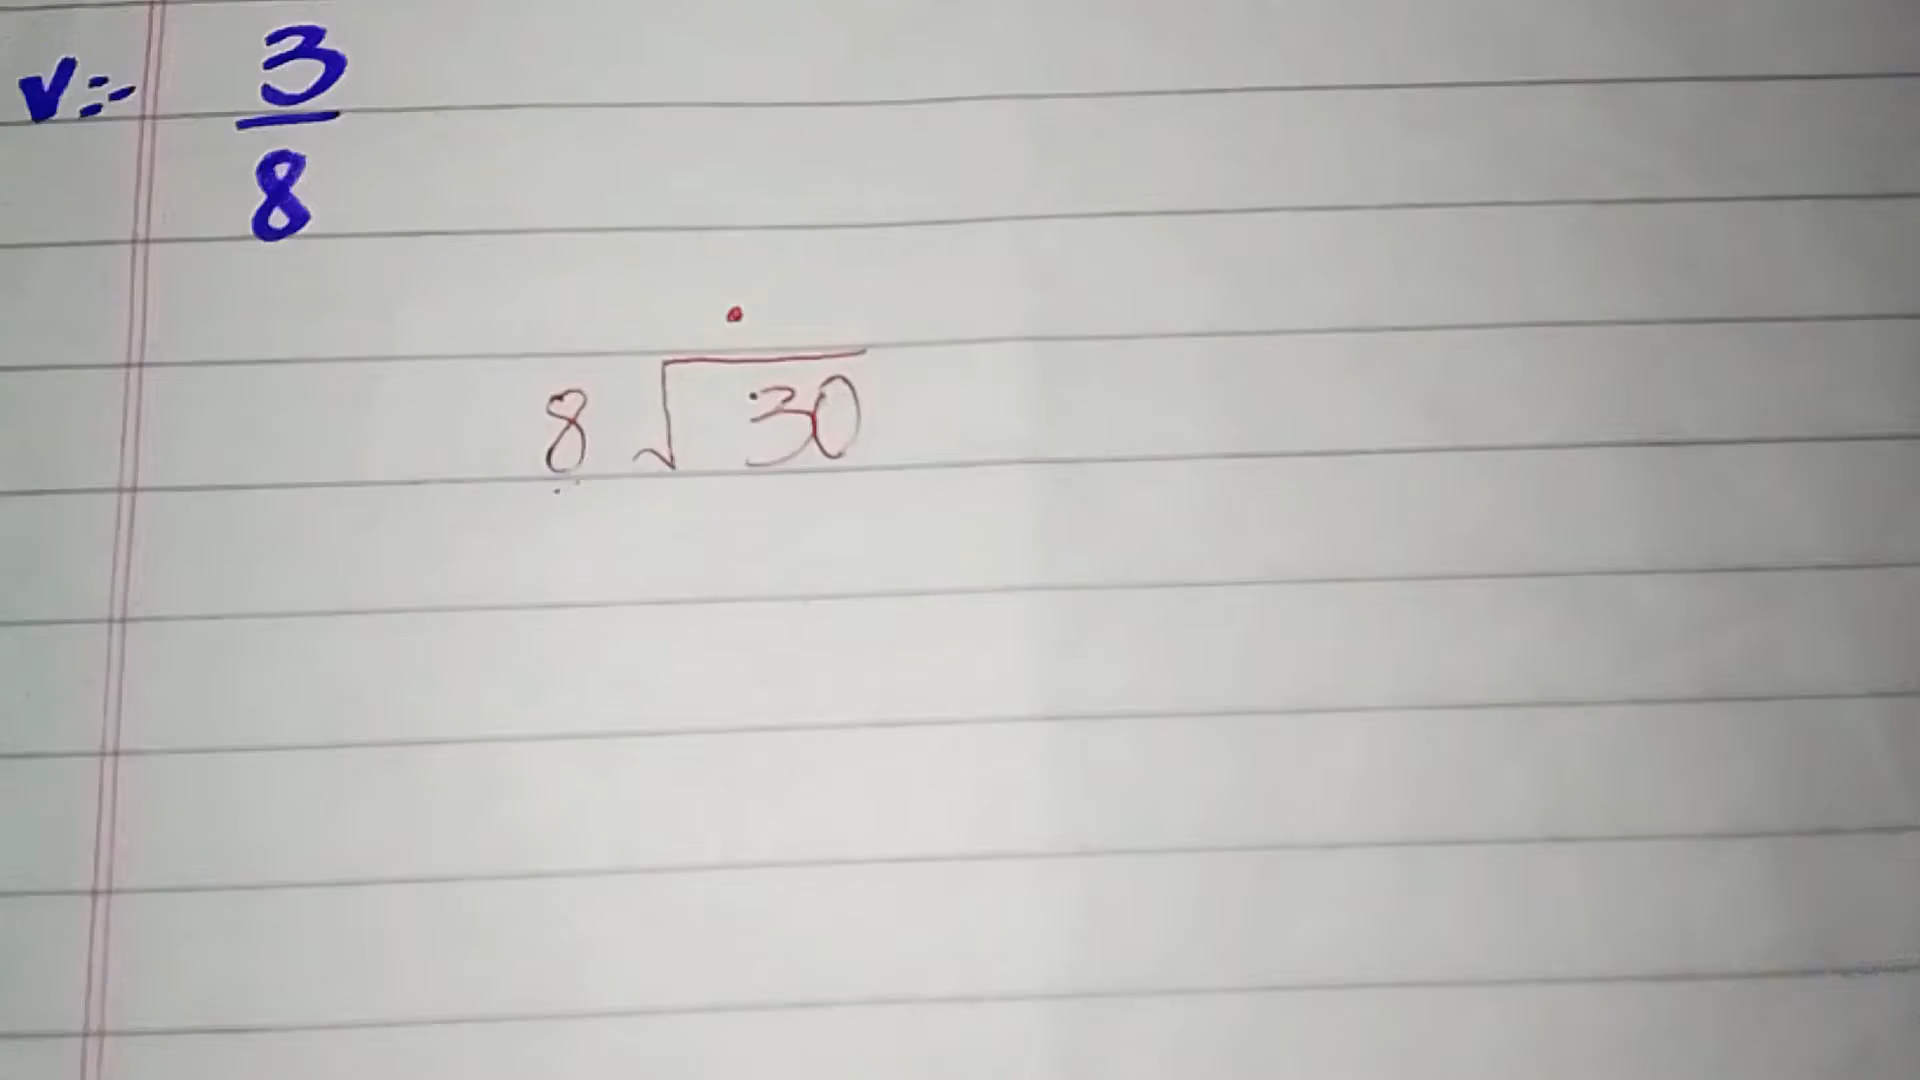 v:- 3/8
.
8 √30